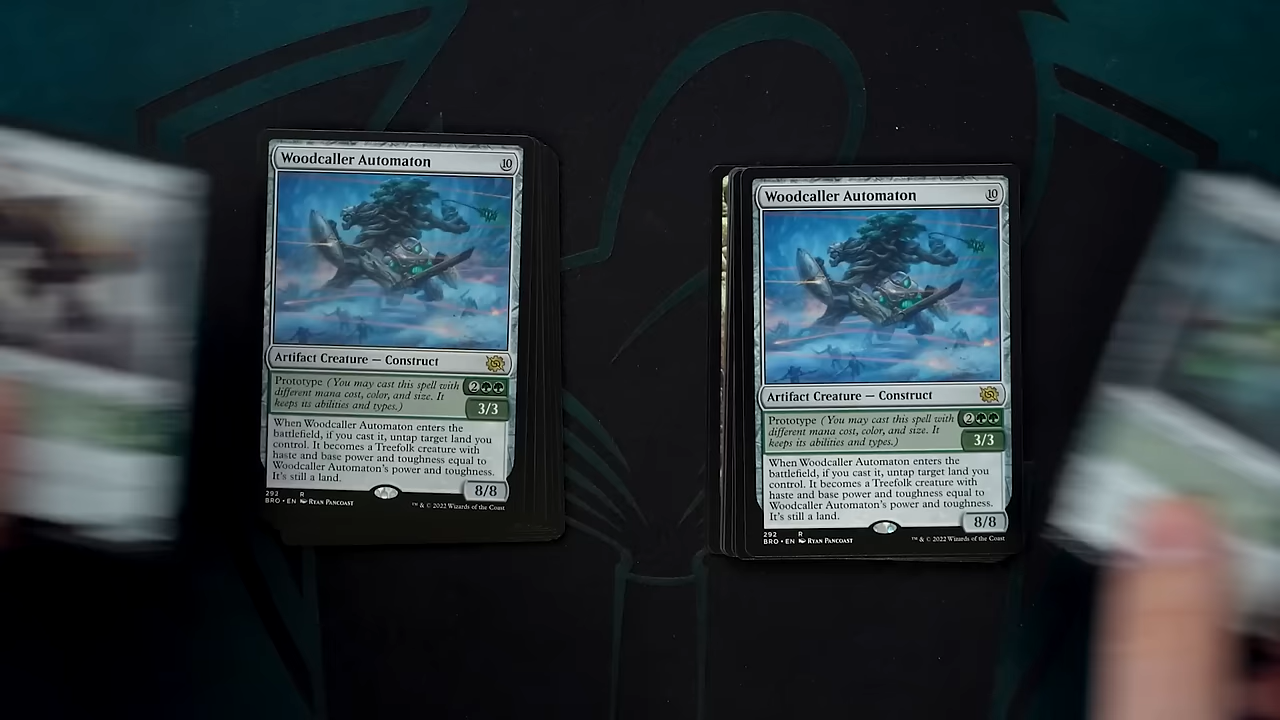 Woodcaller Automaton 10
Artifact Creature — Construct
Prototype (You may cast this spell with 2
different mana cost, color, and size. It
keeps its abilities and types.) 3/3
When Woodcaller Automaton enters the
battlefield, if you cast it, untap target land you
control. It becomes a Treefolk creature with
haste and base power and toughness equal to
Woodcaller Automaton's power and toughness.
It's still a land.
8/8
292 R
BRO • EN RYAN PANCOAST ™ & © 2022 Wizards of the Coast
Woodcaller Automaton 10
Artifact Creature — Construct
Prototype (You may cast this spell with 2
different mana cost, color, and size. It
keeps its abilities and types.) 3/3
When Woodcaller Automaton enters the
battlefield, if you cast it, untap target land you
control. It becomes a Treefolk creature with
haste and base power and toughness equal to
Woodcaller Automaton's power and toughness.
It's still a land.
8/8
292 R
BRO • EN RYAN PANCOAST ™ & © 2022 Wizards of the Coast